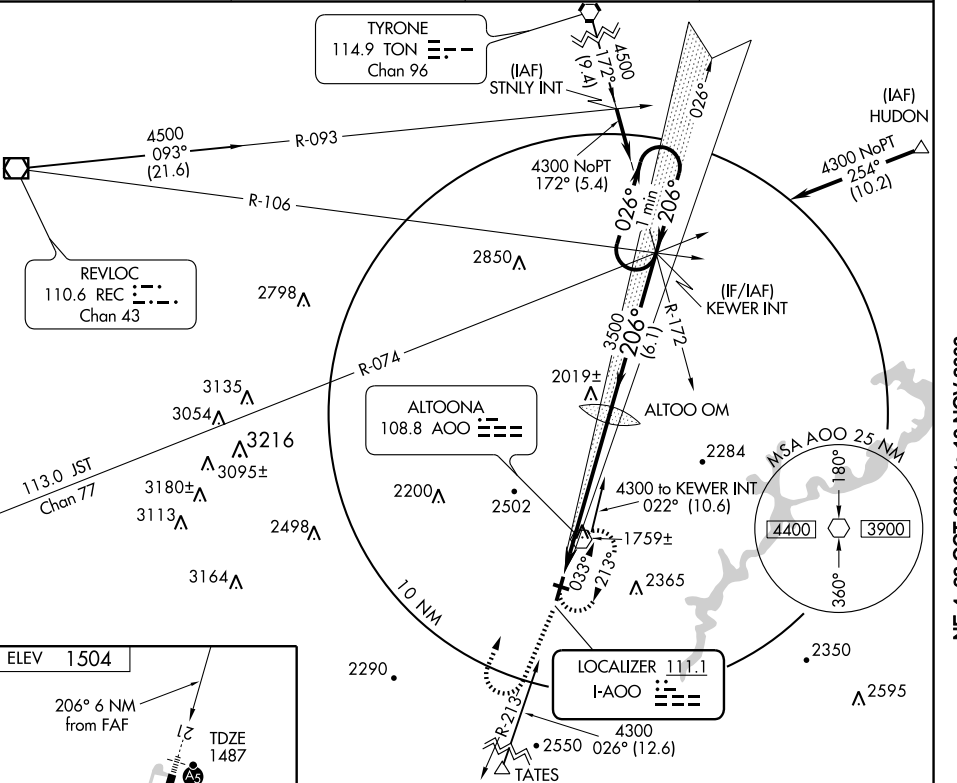 TYRONE
114.9 TON
Chan 96
4500
172°
(9.4)
(IAF)
STNLY INT
026°
(IAF)
HUDON
4500
093°
(21.6)
R-093
4300 NoPT
172° (5.4)
4300 NoPT
254°
(10.2)
R-106
026°
1 min
206°
REVLOC
110.6 REC
Chan 43
2850
2798
(IF/IAF)
KEWER INT
R-172
3500
206°
(6.1)
R-074
3135
3054
3216
3095±
3180±
3113
2498
3164
113.0 JST
Chan 77
ALTOONA
108.8 AOO
2019±
ALTOO OM
2284
2200
2502
4300 to KEWER INT
022° (10.6)
1759±
033°
213°
2365
MSA AOO 25 NM
180°
4400
3900
360°
10 NM
2290
LOCALIZER 111.1
I-AOO
2350
2595
R-213
4300
026° (12.6)
2550
TATES
ELEV 1504
206° 6 NM
from FAF
21
TDZE
1487
A5